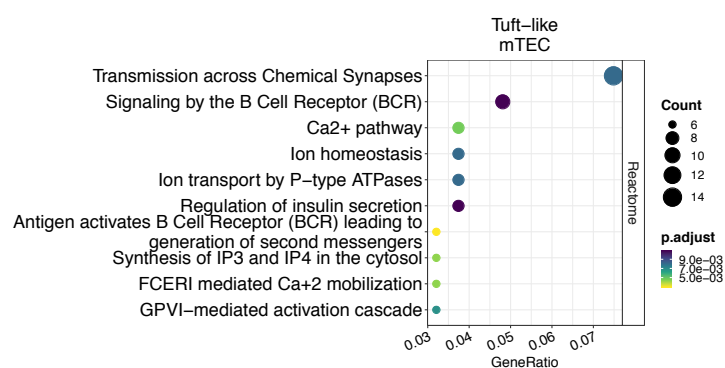 Tuft-like
mTEC
Transmission across Chemical Synapses
Signaling by the B Cell Receptor (BCR)
Ca2+ pathway
Ion homeostasis
Ion transport by P−type ATPases
Regulation of insulin secretion
Antigen activates B Cell Receptor (BCR) leading to
generation of second messengers
Synthesis of IP3 and IP4 in the cytosol
FCERI mediated Ca+2 mobilization
GPVI−mediated activation cascade
Reactome
0.03 0.04 0.05 0.06 0.07
GeneRatio
Count
6
8
10
12
14
p.adjust
9.0e−03
7.0e−03
5.0e−03